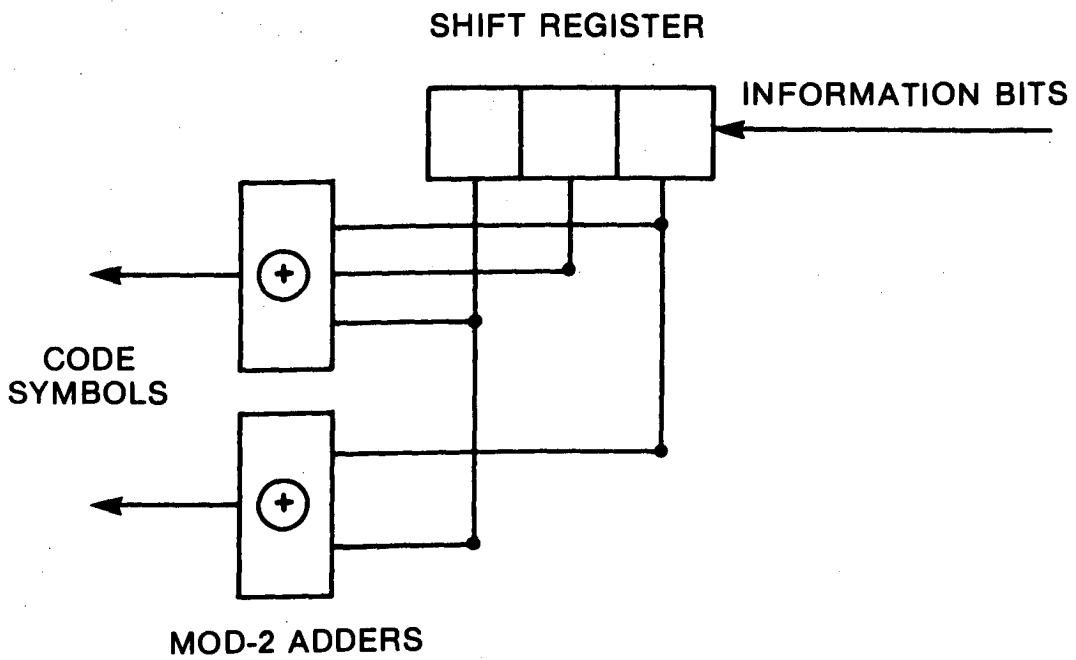 SHIFT REGISTER
INFORMATION BITS
+
CODE
SYMBOLS
+
MOD-2 ADDERS